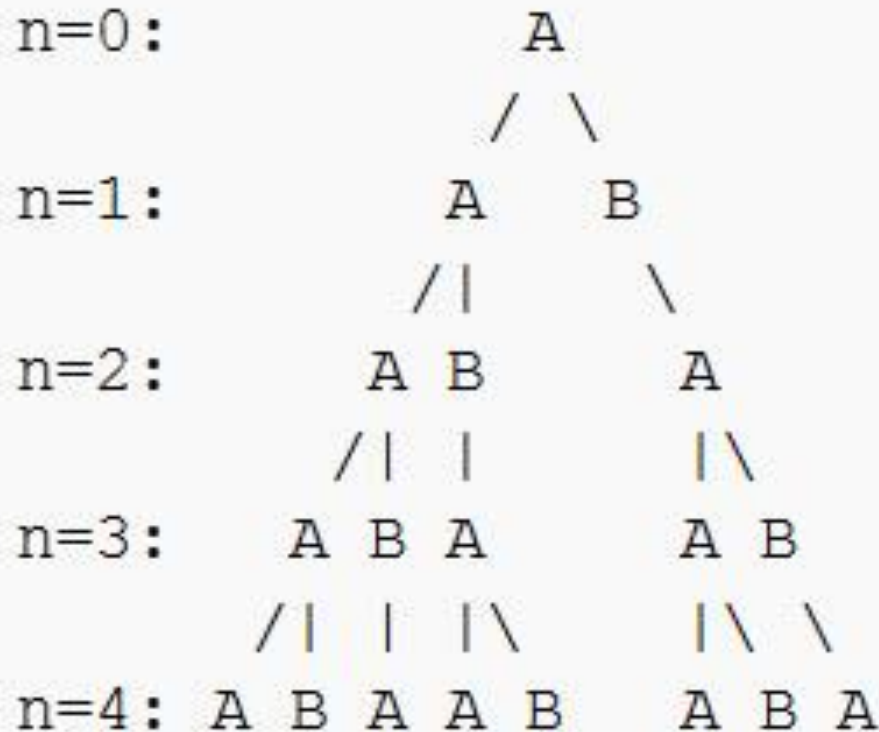 n=0:                A
                   / \
n=1:              A   B
                 /|    \
n=2:            A B     A
               /| |     |\
n=3:          A B A     A B
             /| | |\    |\ \
n=4: A B A A B   A B A